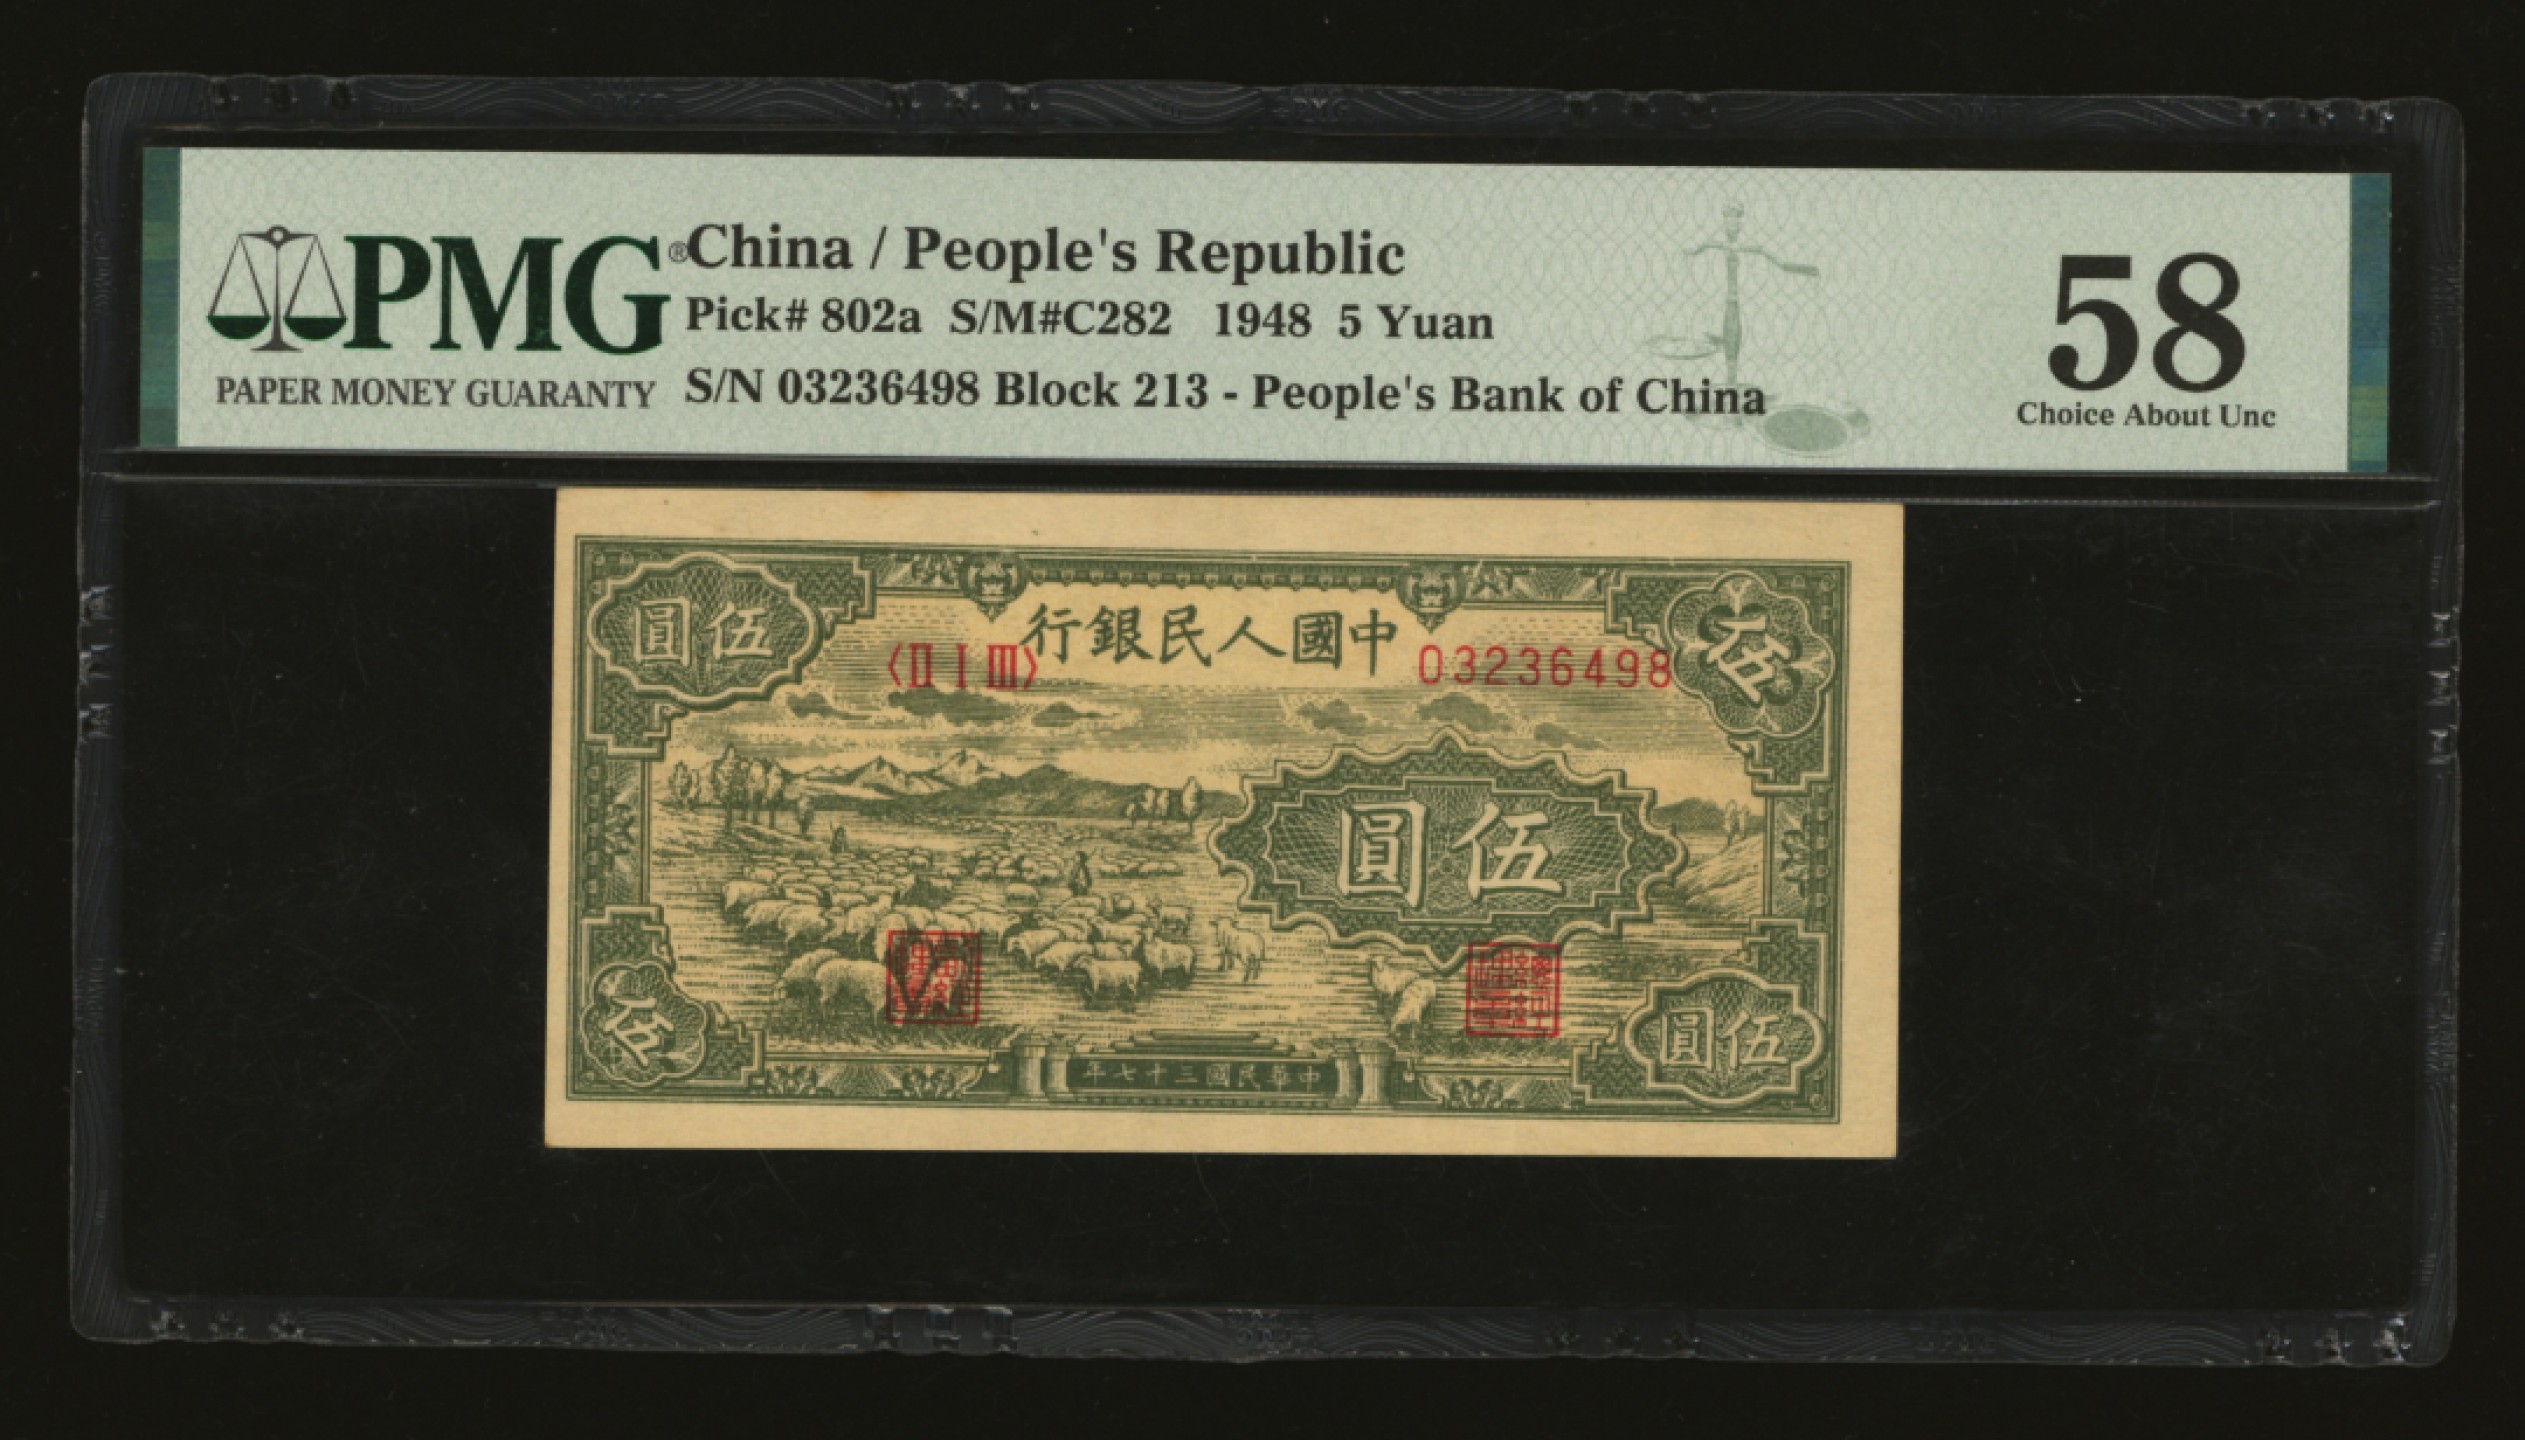 PMG®
PAPER MONEY GUARANTY
China / People's Republic
Pick# 802a S/M#C282 1948 5 Yuan
S/N 03236498 Block 213 - People's Bank of China
58
Choice About Unc
圓伍
行銀民人國中
伍
〈II I III〉
03236498
圓伍
伍
年七十三國民華中
圓伍